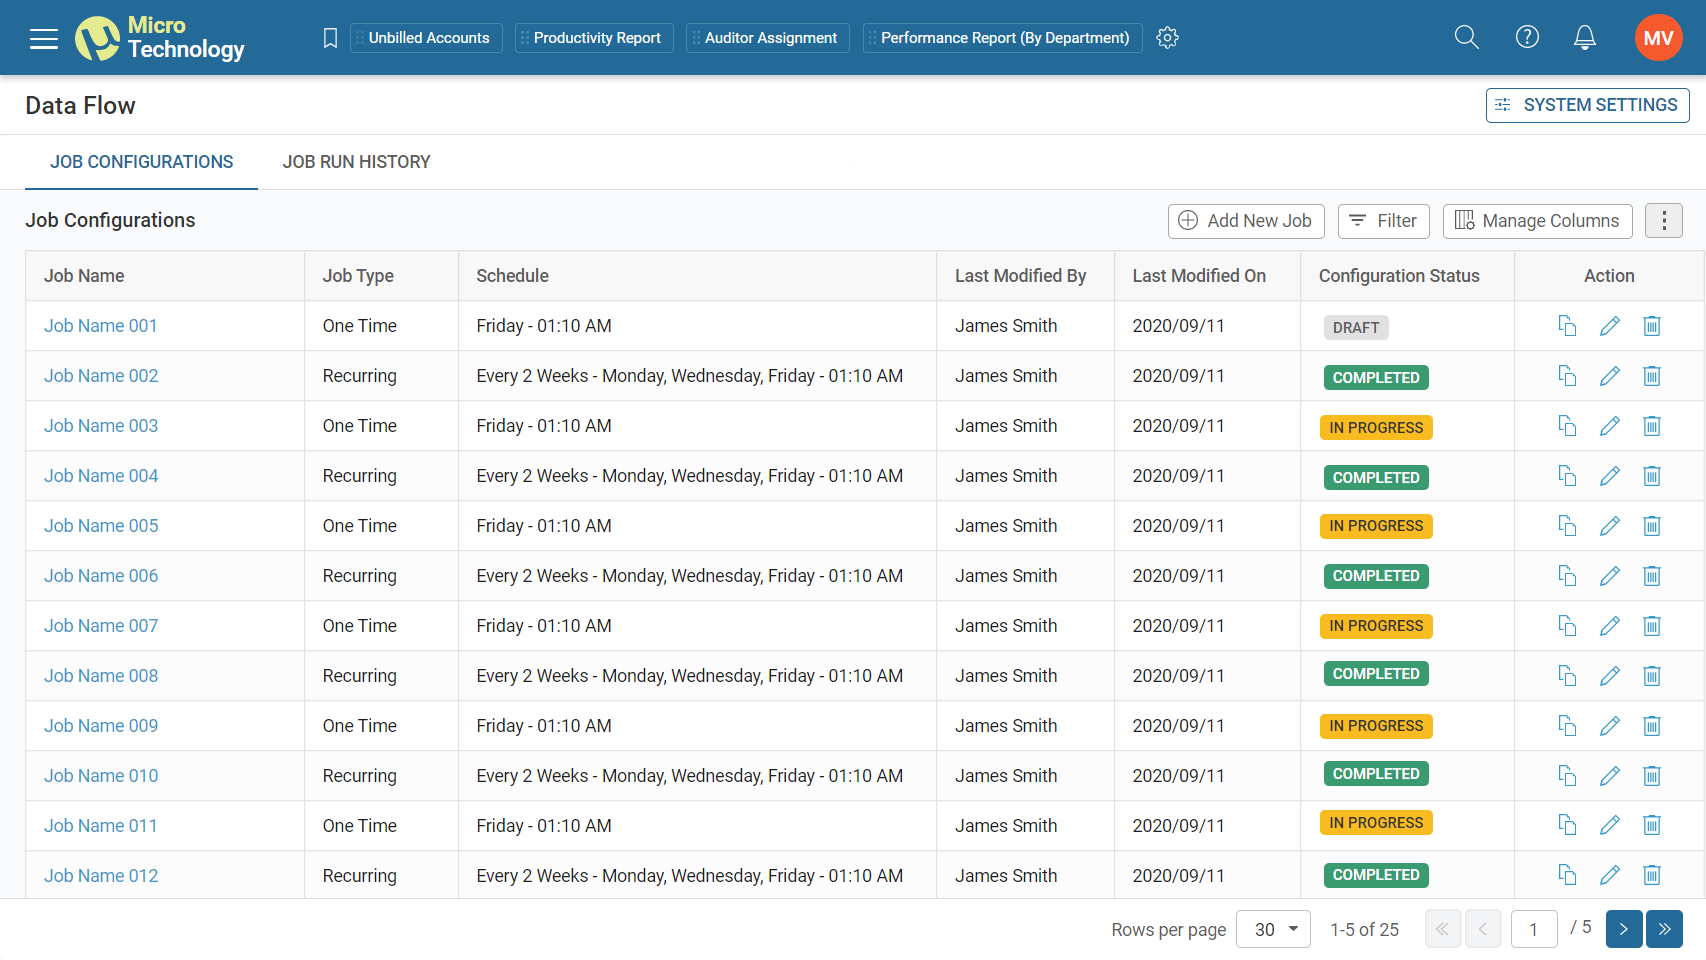 Micro
Technology
Unbilled Accounts
Productivity Report
Auditor Assignment
Performance Report (By Department)
MV
Data Flow
SYSTEM SETTINGS
JOB CONFIGURATIONS
JOB RUN HISTORY
Job Configurations
Add New Job
Filter
Manage Columns
Job Name Job Type Schedule Last Modified By Last Modified On Configuration Status Action
Job Name 001 One Time Friday - 01:10 AM James Smith 2020/09/11 DRAFT
Job Name 002 Recurring Every 2 Weeks - Monday, Wednesday, Friday - 01:10 AM James Smith 2020/09/11 COMPLETED
Job Name 003 One Time Friday - 01:10 AM James Smith 2020/09/11 IN PROGRESS
Job Name 004 Recurring Every 2 Weeks - Monday, Wednesday, Friday - 01:10 AM James Smith 2020/09/11 COMPLETED
Job Name 005 One Time Friday - 01:10 AM James Smith 2020/09/11 IN PROGRESS
Job Name 006 Recurring Every 2 Weeks - Monday, Wednesday, Friday - 01:10 AM James Smith 2020/09/11 COMPLETED
Job Name 007 One Time Friday - 01:10 AM James Smith 2020/09/11 IN PROGRESS
Job Name 008 Recurring Every 2 Weeks - Monday, Wednesday, Friday - 01:10 AM James Smith 2020/09/11 COMPLETED
Job Name 009 One Time Friday - 01:10 AM James Smith 2020/09/11 IN PROGRESS
Job Name 010 Recurring Every 2 Weeks - Monday, Wednesday, Friday - 01:10 AM James Smith 2020/09/11 COMPLETED
Job Name 011 One Time Friday - 01:10 AM James Smith 2020/09/11 IN PROGRESS
Job Name 012 Recurring Every 2 Weeks - Monday, Wednesday, Friday - 01:10 AM James Smith 2020/09/11 COMPLETED
Rows per page 30 1-5 of 25 1 / 5